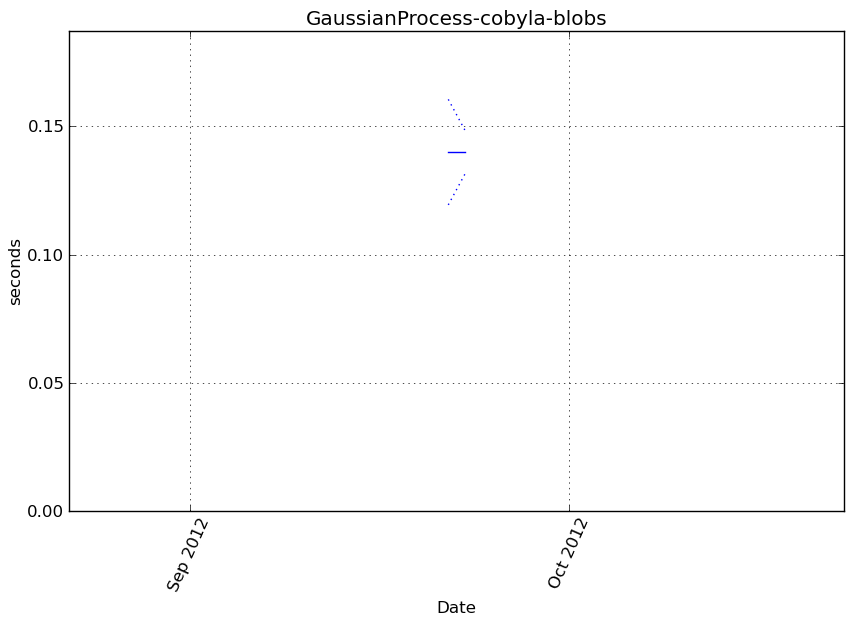 GaussianProcess-cobyla-blobs
0.15
0.10
0.05
0.00
seconds
Sep 2012
Oct 2012
Date